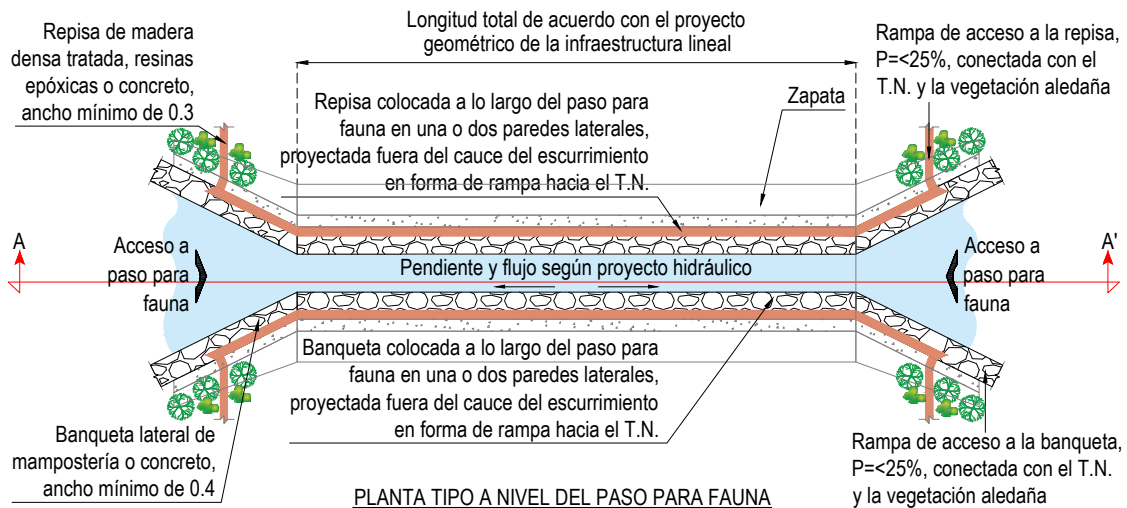 Repisa de madera
densa tratada, resinas
epóxicas o concreto,
ancho mínimo de 0.3
Longitud total de acuerdo con el proyecto
geométrico de la infraestructura lineal
Rampa de acceso a la repisa,
P=<25%, conectada con el
T.N. y la vegetación aledaña
Repisa colocada a lo largo del paso para
fauna en una o dos paredes laterales,
proyectada fuera del cauce del escurrimiento
en forma de rampa hacia el T.N.
Zapata
A
Acceso a
paso para
fauna
Pendiente y flujo según proyecto hidráulico
Acceso a
paso para
fauna
A'
Banqueta colocada a lo largo del paso para
fauna en una o dos paredes laterales,
proyectada fuera del cauce del escurrimiento
en forma de rampa hacia el T.N.
Banqueta lateral de
mampostería o concreto,
ancho mínimo de 0.4
Rampa de acceso a la banqueta,
P=<25%, conectada con el T.N.
y la vegetación aledaña
PLANTA TIPO A NIVEL DEL PASO PARA FAUNA